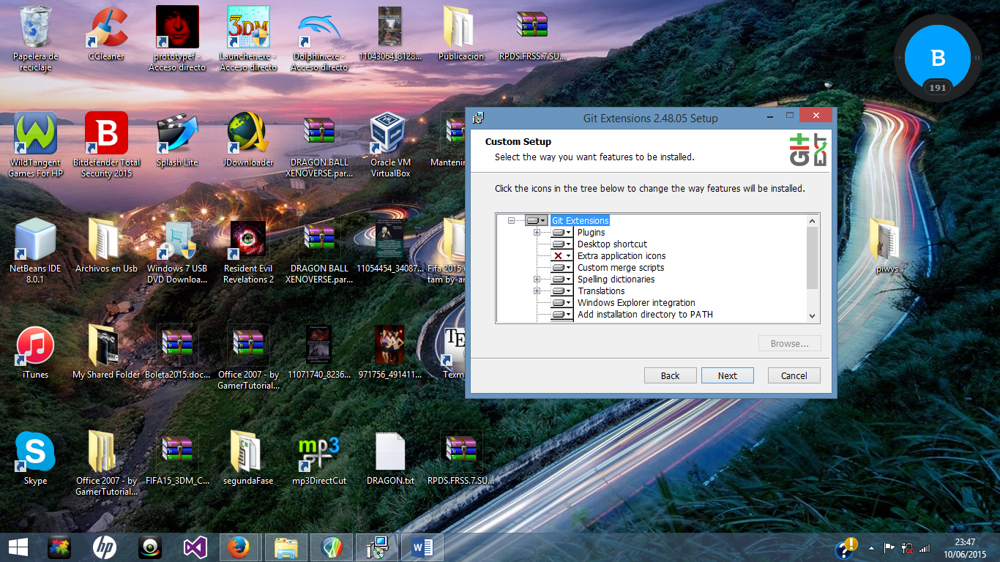 Papelera de
reciclaje
CCleaner
prototypef -
Acceso directo
3DM
Launcher.exe -
Acceso directo
Dolphin.exe -
Acceso directo
11043064_8128...
Publicacion
RPDS.FRSS.7.SU...
B
191
WildTangent
Games For HP
B
Bitdefender Total
Security 2015
Splash Lite
JDownloader
DRAGON BALL
XENOVERSE.par...
Oracle VM
VirtualBox
Git Extensions 2.48.05 Setup
Custom Setup
Select the way you want features to be installed.
GIT
EXT
Click the icons in the tree below to change the way features will be installed.
Git Extensions
Plugins
Desktop shortcut
Extra application icons
Custom merge scripts
Spelling dictionaries
Translations
Windows Explorer integration
Add installation directory to PATH
Browse...
Back
Next
Cancel
NetBeans IDE
8.0.1
Archivos en Usb
Windows 7 USB
DVD Downloa...
Resident Evil
Revelations 2
DRAGON BALL
XENOVERSE.par...
11054454_34087...
Fifa 2015
tam by-a
piwys
iTunes
My Shared Folder
Boleta2015.doc...
Office 2007 - by
GamerTutorial...
11071740_8236...
971756_491411...
Texm
Skype
Office 2007 - by
GamerTutorial...
FIFA15_3DM_C...
segundaFase
mp3
mp3DirectCut
DRAGON.txt
RPDS.FRSS.7.SU...
hp
W
23:47
10/06/2015